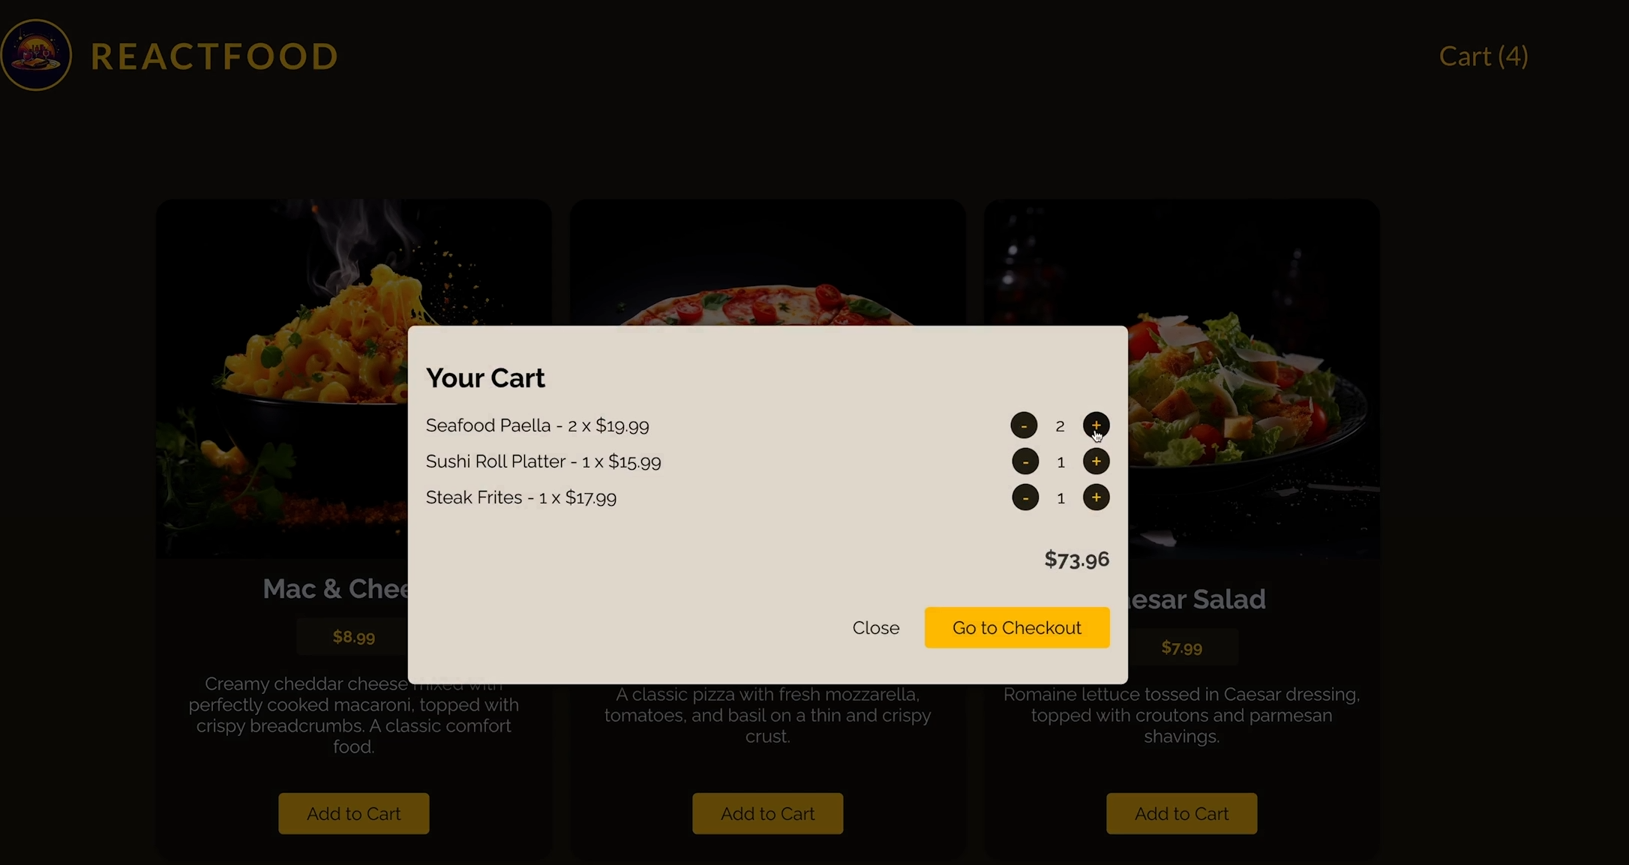 REACTFOOD
Cart (4)
Your Cart
Seafood Paella - 2 x $19.99
- 2 +
Sushi Roll Platter - 1 x $15.99
- 1 +
Steak Frites - 1 x $17.99
- 1 +
$73.96
Close
Go to Checkout
Mac & Chee
$8.99
Creamy cheddar cheese mixed with
perfectly cooked macaroni, topped with
crispy breadcrumbs. A classic comfort
food.
Add to Cart
A classic pizza with fresh mozzarella,
tomatoes, and basil on a thin and crispy
crust.
Add to Cart
esar Salad
$7.99
Romaine lettuce tossed in Caesar dressing,
topped with croutons and parmesan
shavings.
Add to Cart